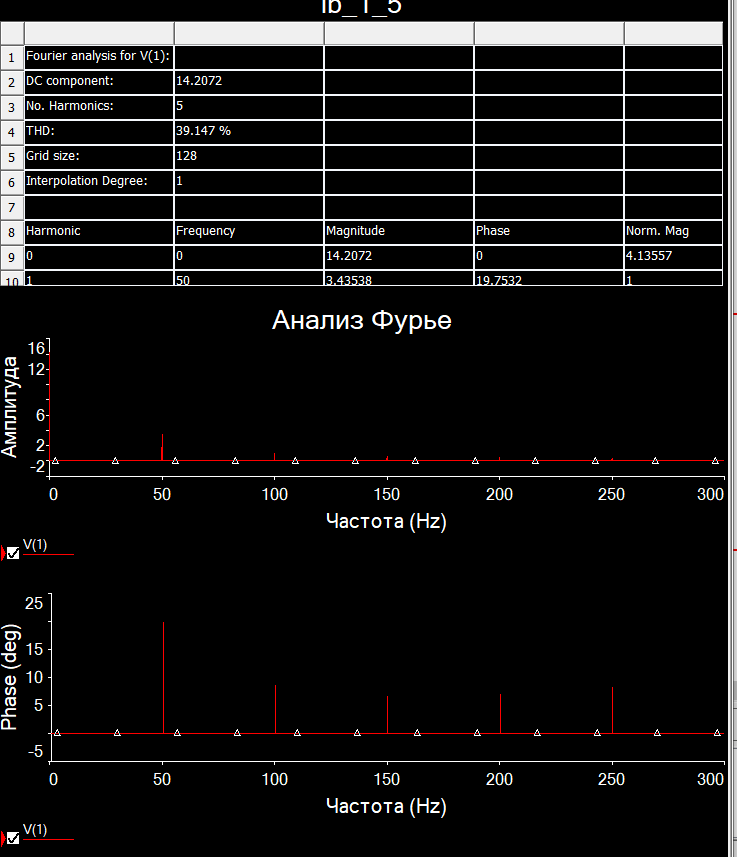 lb_1_5
1 Fourier analysis for V(1):
2 DC component: 14.2072
3 No. Harmonics: 5
4 THD: 39.147 %
5 Grid size: 128
6 Interpolation Degree: 1
7
8 Harmonic Frequency Magnitude Phase Norm. Mag
9 0 0 14.2072 0 4.13557
10 1 50 3.43538 19.7532 1
Анализ Фурье
Амплитуда
16
12
6
2
-2
0 50 100 150 200 250 300
Частота (Hz)
V(1)
Phase (deg)
25
15
10
5
-5
0 50 100 150 200 250 300
Частота (Hz)
V(1)